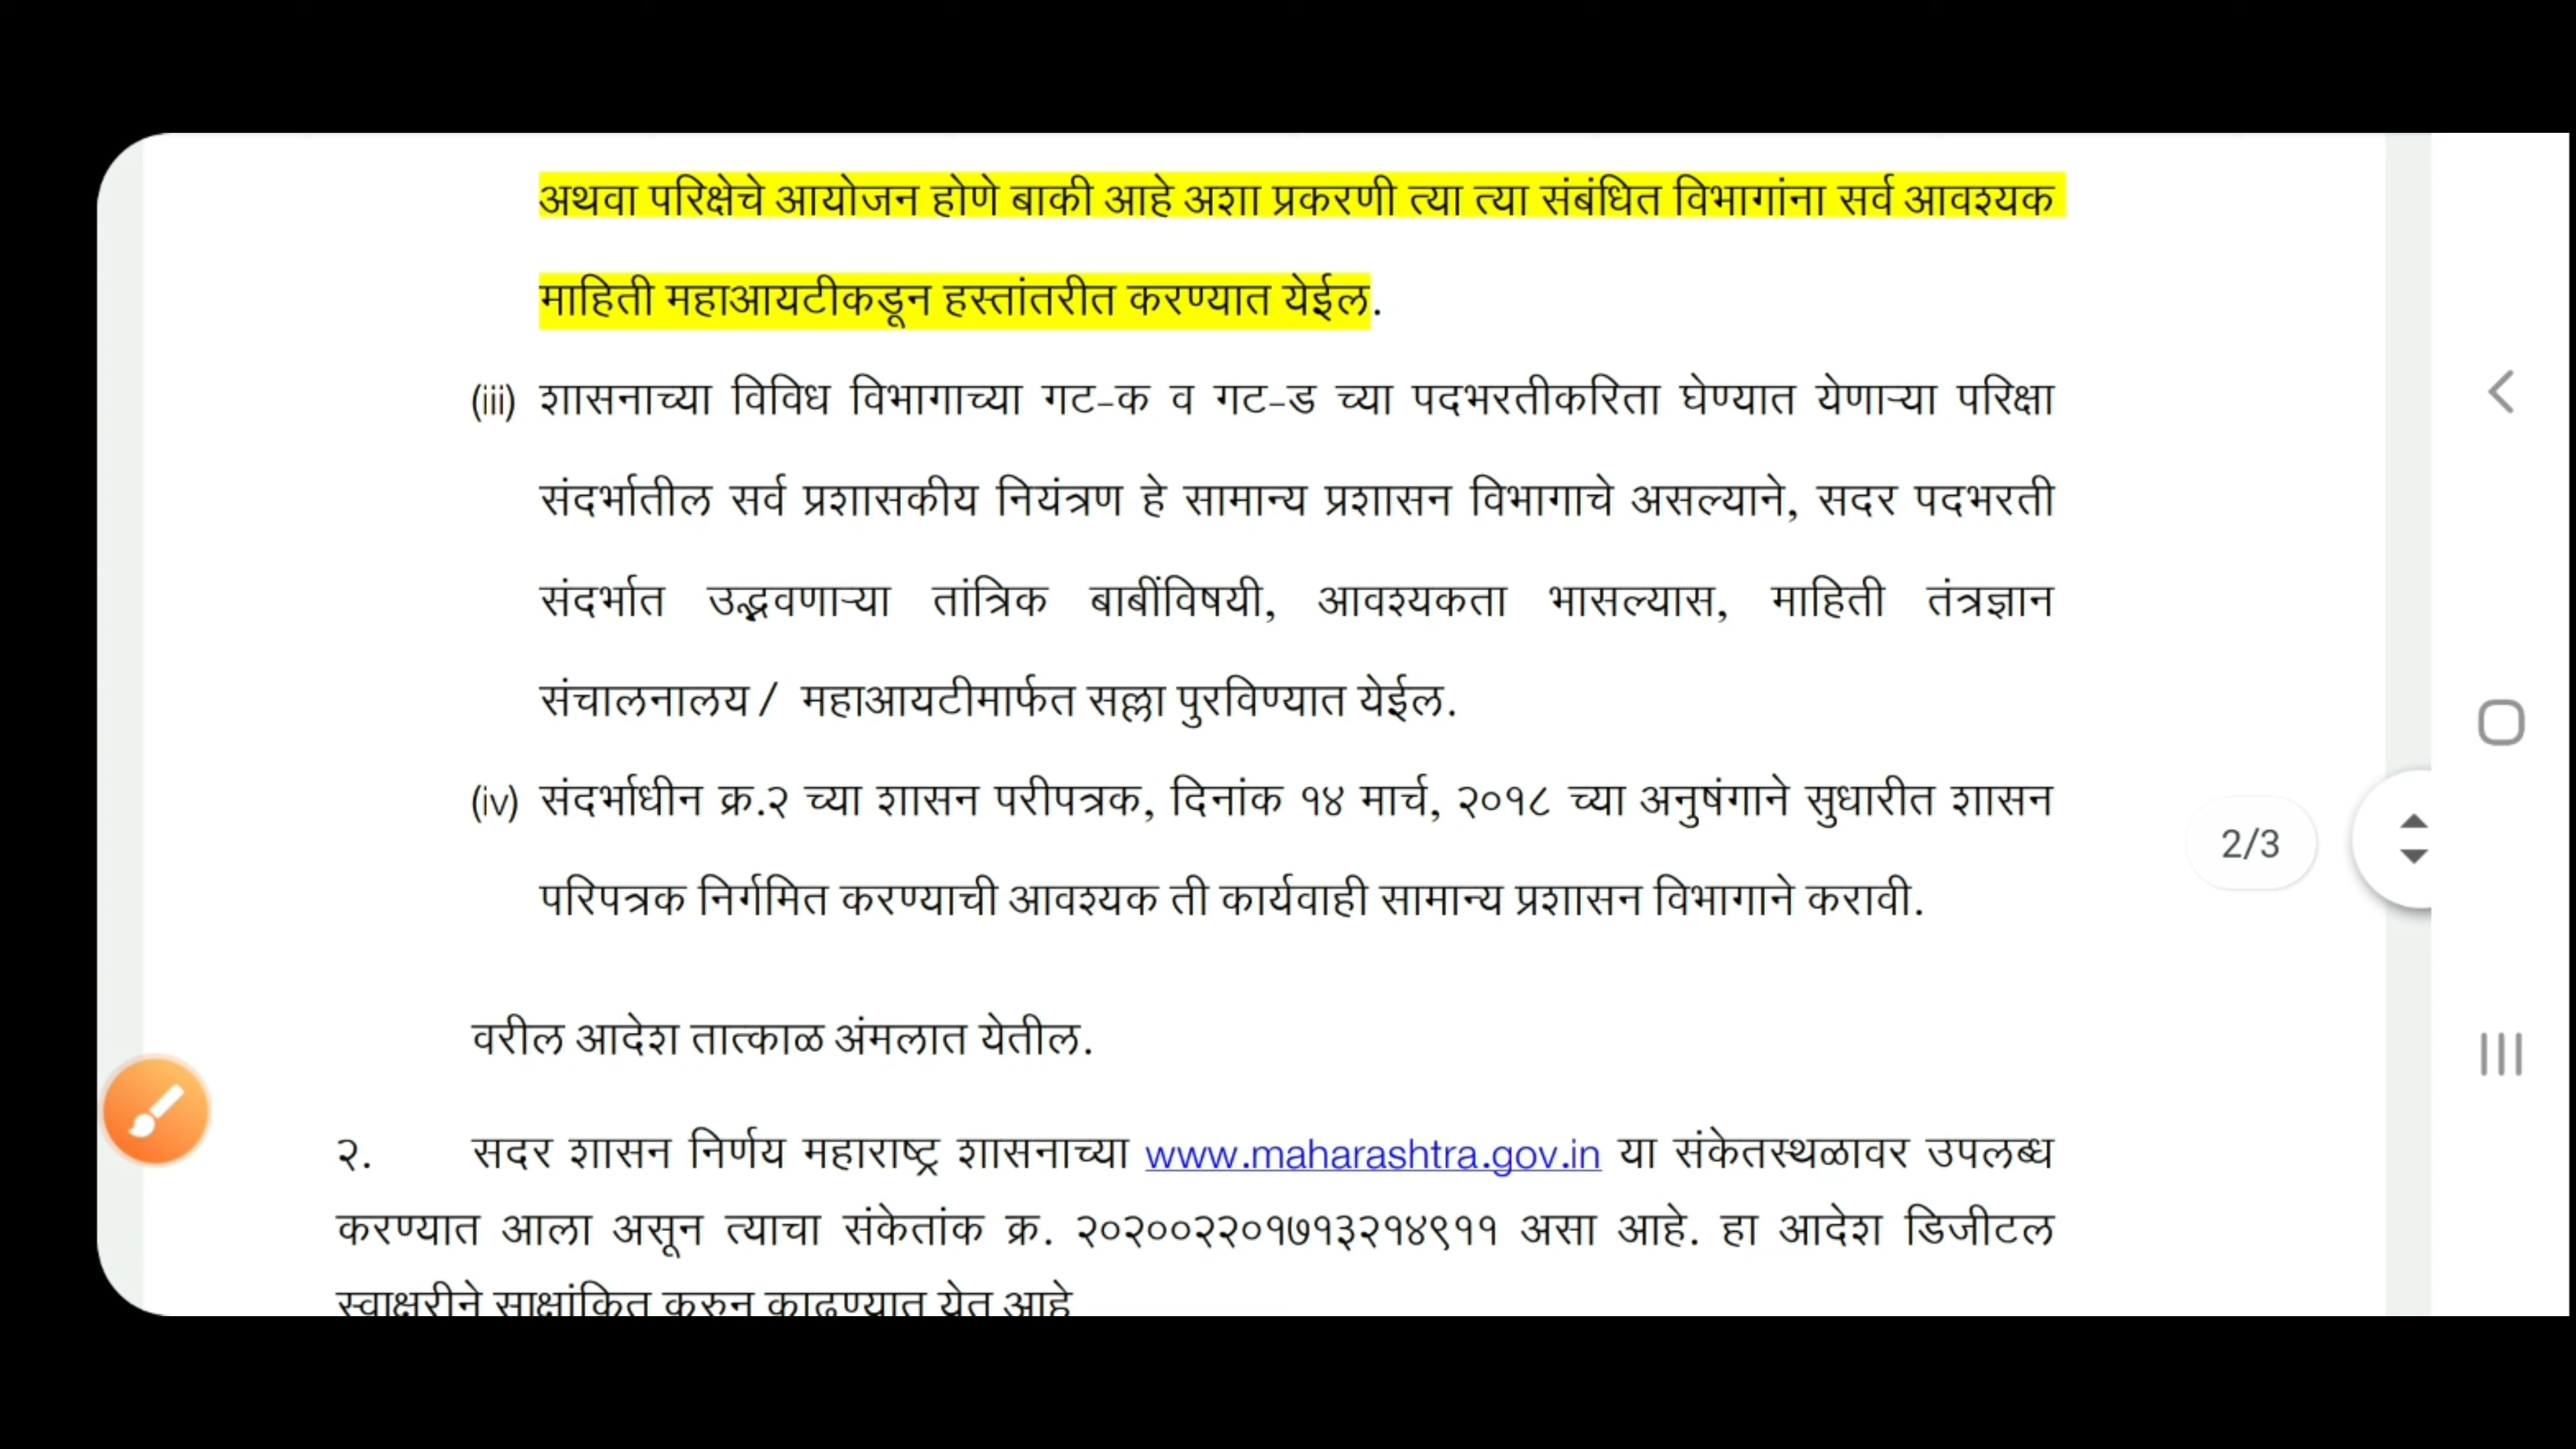 अथवा परिक्षेचे आयोजन होणे बाकी आहे अशा प्रकरणी त्या त्या संबंधित विभागांना सर्व आवश्यक
माहिती महाआयटीकडून हस्तांतरीत करण्यात येईल.
(iii) शासनाच्या विविध विभागाच्या गट-क व गट-ड च्या पदभरतीकरिता घेण्यात येणाऱ्या परिक्षा
संदर्भातील सर्व प्रशासकीय नियंत्रण हे सामान्य प्रशासन विभागाचे असल्याने, सदर पदभरती
संदर्भात उद्भवणाऱ्या तांत्रिक बाबींविषयी, आवश्यकता भासल्यास, माहिती तंत्रज्ञान
संचालनालय / महाआयटीमार्फत सल्ला पुरविण्यात येईल.
(iv) संदर्भाधीन क्र.२ च्या शासन परीपत्रक, दिनांक १४ मार्च, २०१८ च्या अनुषंगाने सुधारीत शासन
परिपत्रक निर्गमित करण्याची आवश्यक ती कार्यवाही सामान्य प्रशासन विभागाने करावी.
2/3
वरील आदेश तात्काळ अंमलात येतील.
२. सदर शासन निर्णय महाराष्ट्र शासनाच्या www.maharashtra.gov.in या संकेतस्थळावर उपलब्ध
करण्यात आला असून त्याचा संकेतांक क्र. २०२००२२०१७१३२१४९११ असा आहे. हा आदेश डिजीटल
स्वाक्षरीने साक्षांकित करुन काढण्यात येत आहे